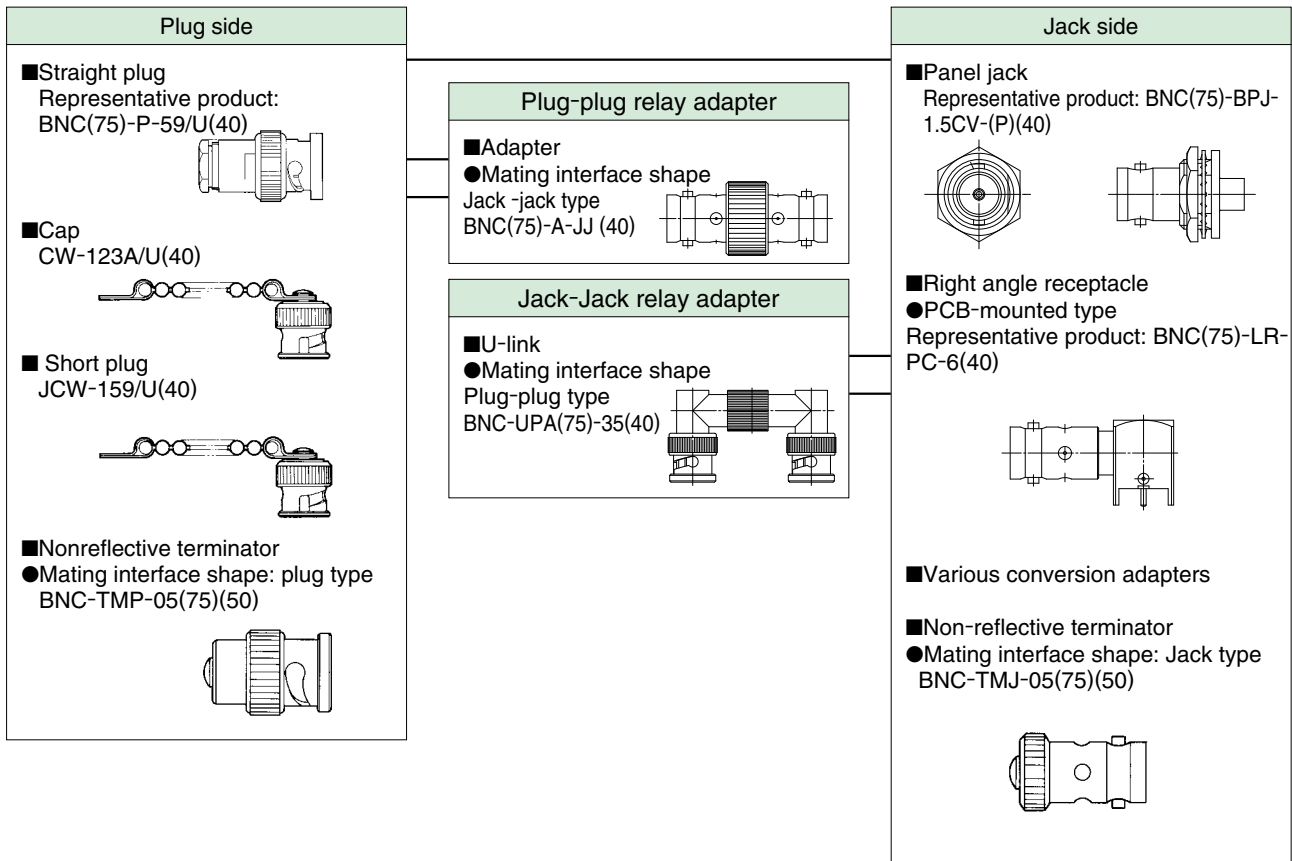 Plug side
■Straight plug
Representative product:
BNC(75)-P-59/U(40)
■Cap
CW-123A/U(40)
■ Short plug
JCW-159/U(40)
■Nonreflective terminator
●Mating interface shape: plug type
BNC-TMP-05(75)(50)
Plug-plug relay adapter
■Adapter
●Mating interface shape
Jack -jack type
BNC(75)-A-JJ (40)
Jack-Jack relay adapter
■U-link
●Mating interface shape
Plug-plug type
BNC-UPA(75)-35(40)
Jack side
■Panel jack
Representative product: BNC(75)-BPJ-
1.5CV-(P)(40)
■Right angle receptacle
●PCB-mounted type
Representative product: BNC(75)-LR-
PC-6(40)
■Various conversion adapters
■Non-reflective terminator
●Mating interface shape: Jack type
BNC-TMJ-05(75)(50)